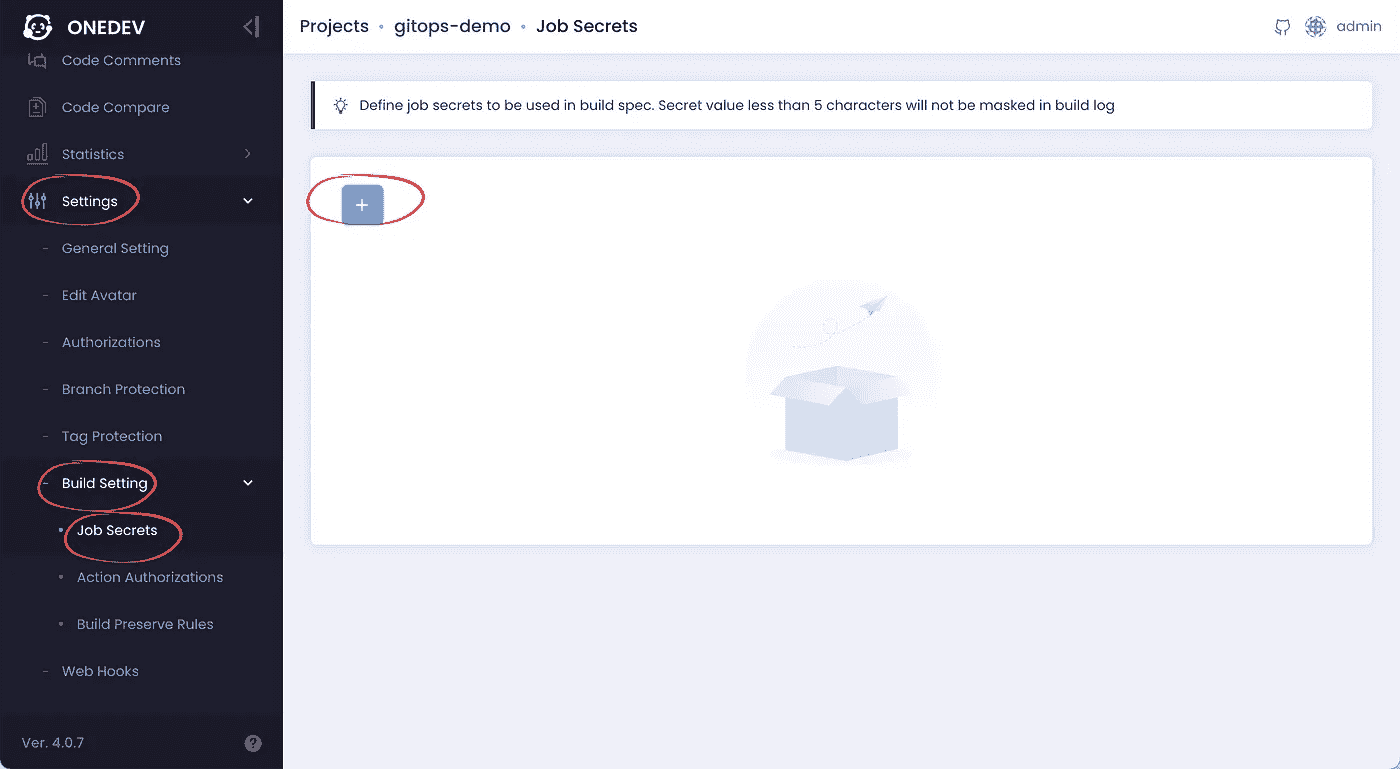 ONEDEV
Code Comments
Code Compare
Statistics
Settings
General Setting
Edit Avatar
Authorizations
Branch Protection
Tag Protection
Build Setting
Job Secrets
Action Authorizations
Build Preserve Rules
Web Hooks
Ver. 4.0.7
Projects • gitops-demo • Job Secrets
admin
Define job secrets to be used in build spec. Secret value less than 5 characters will not be masked in build log